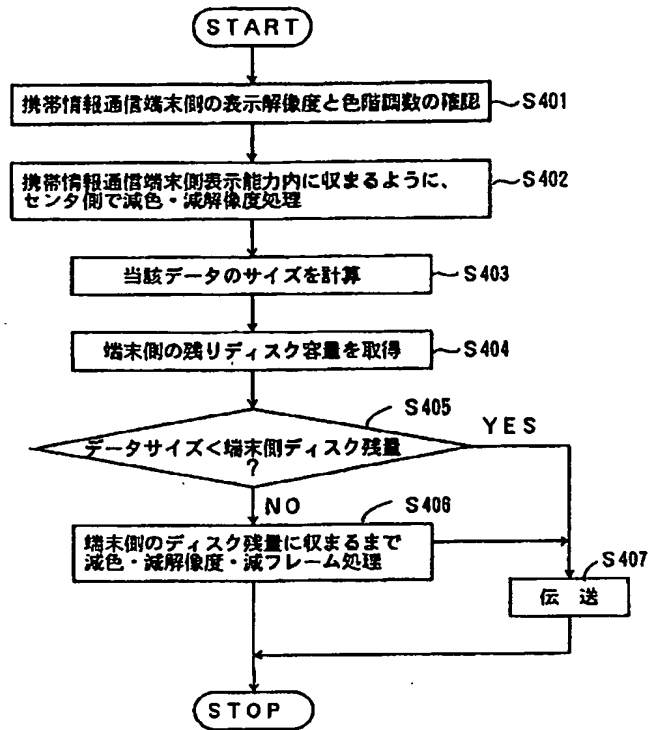 START
携帯情報通信端末側の表示解像度と色階調数の確認
S401
携帯情報通信端末側表示能力内に収まるように、
センタ側で減色・減解像度処理
S402
当該データのサイズを計算
S403
端末側の残りディスク容量を取得
S404
S405
データサイズ<端末側ディスク残量
?
YES
NO
S406
端末側のディスク残量に収まるまで
減色・減解像度・減フレーム処理
S407
伝 送
STOP